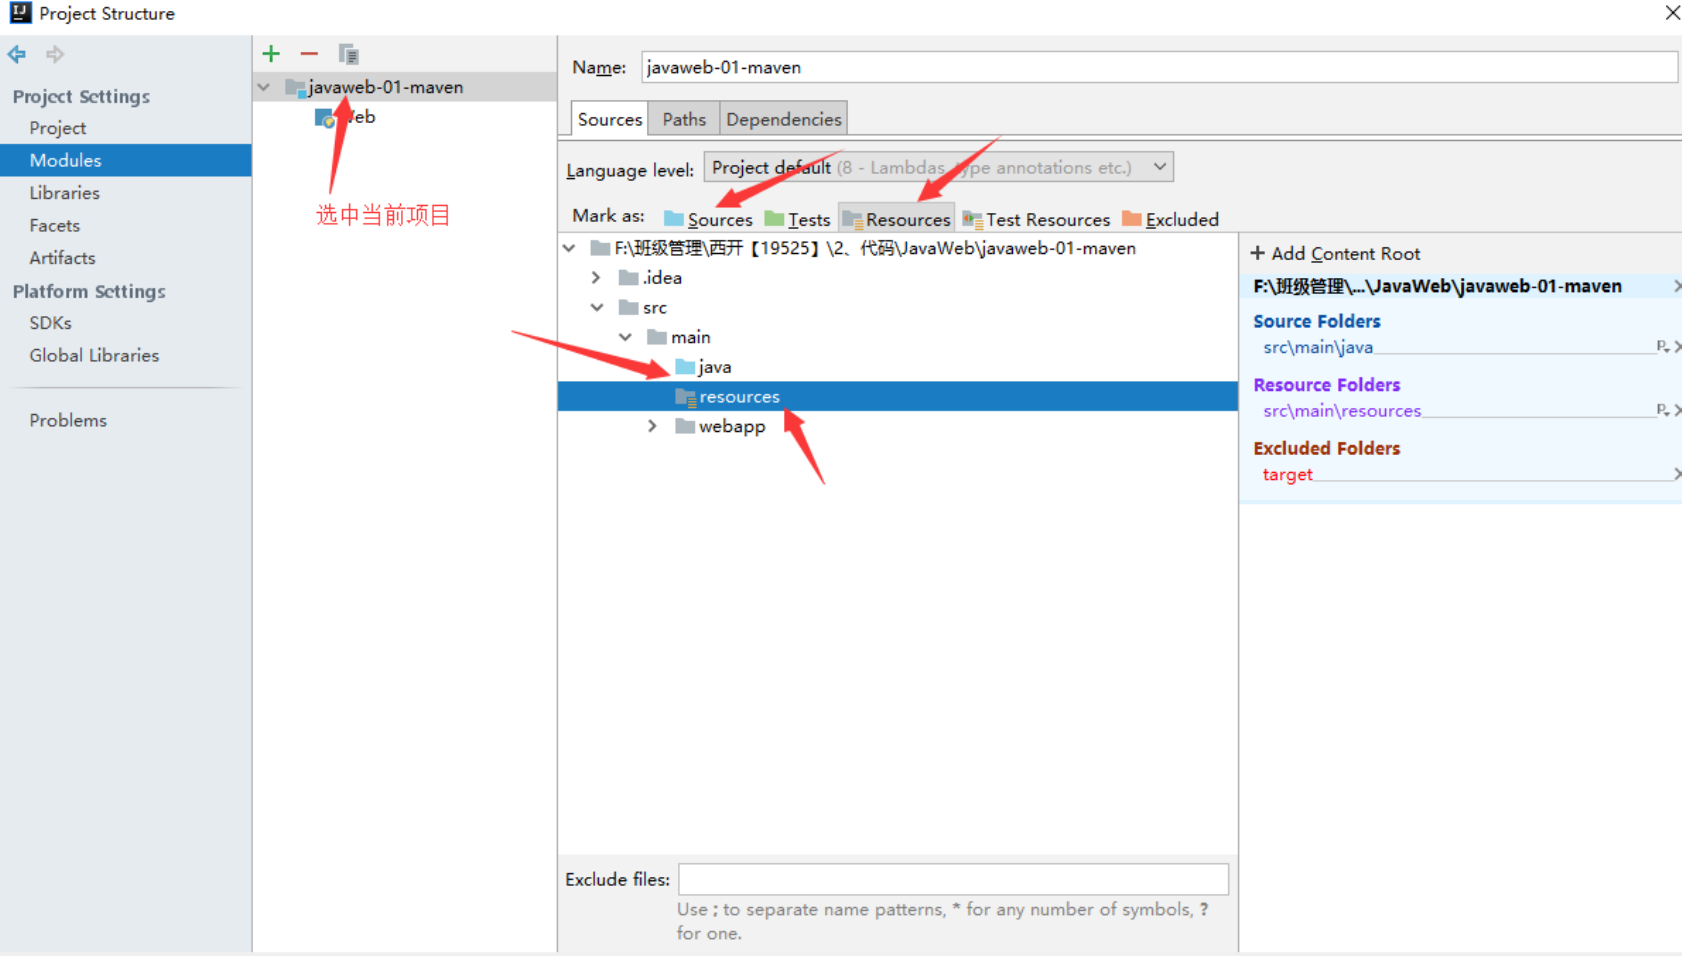 Project Structure
Project Settings
Project
Modules
Libraries
Facets
Artifacts
Platform Settings
SDKs
Global Libraries
Problems
javaweb-01-maven
选中当前项目
Name: javaweb-01-maven
Sources Paths Dependencies
Language level: Project default (8 - Lambdas, type annotations etc.)
Mark as: Sources Tests Resources Test Resources Excluded
F:\班级管理\西开【19525】\2、代码\JavaWeb\javaweb-01-maven
.idea
src
main
java
resources
webapp
Exclude files:
Use ; to separate name patterns, * for any number of symbols, ?
for one.
+ Add Content Root
F:\班级管理\...\JavaWeb\javaweb-01-maven
Source Folders
src\main\java
Resource Folders
src\main\resources
Excluded Folders
target